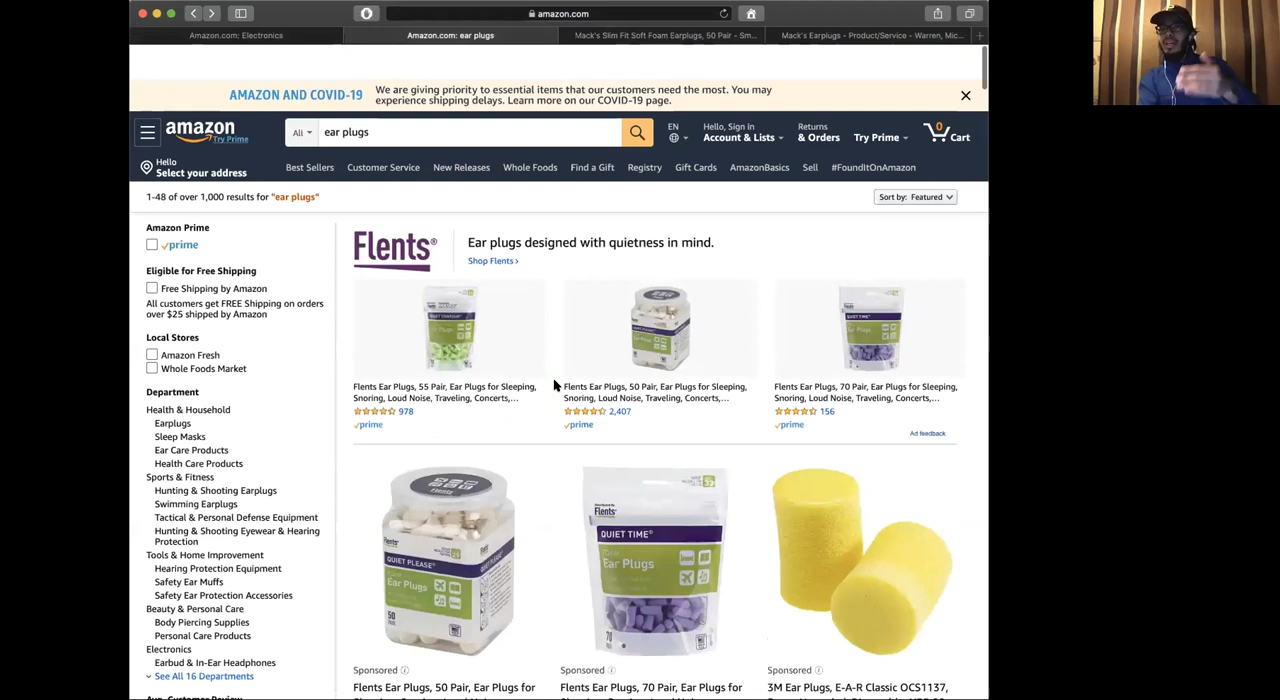 amazon.com
Amazon.com: Electronics
Amazon.com: ear plugs
Mack's Slim Fit Soft Foam Earplugs, 50 Pair - Sm...
Mack's Earplugs - Product/Service - Warren, Mic...
AMAZON AND COVID-19
We are giving priority to essential items that our customers need the most. You may
experience shipping delays. Learn more on our COVID-19 page.
amazon
Try Prime
All
ear plugs
EN
Hello, Sign in
Account & Lists
Returns
& Orders
Try Prime
0
Cart
Hello
Select your address
Best Sellers
Customer Service
New Releases
Whole Foods
Find a Gift
Registry
Gift Cards
AmazonBasics
Sell
#FoundItOnAmazon
1-48 of over 1,000 results for "ear plugs"
Sort by: Featured
Amazon Prime
prime
Eligible for Free Shipping
Free Shipping by Amazon
All customers get FREE Shipping on orders
over $25 shipped by Amazon
Local Stores
Amazon Fresh
Whole Foods Market
Department
Health & Household
Earplugs
Sleep Masks
Ear Care Products
Health Care Products
Sports & Fitness
Hunting & Shooting Earplugs
Swimming Earplugs
Tactical & Personal Defense Equipment
Hunting & Shooting Eyewear & Hearing
Protection
Tools & Home Improvement
Hearing Protection Equipment
Safety Ear Muffs
Safety Ear Protection Accessories
Beauty & Personal Care
Body Piercing Supplies
Personal Care Products
Electronics
Earbud & In-Ear Headphones
See All 16 Departments
Flents®
Ear plugs designed with quietness in mind.
Shop Flents ›
Flents Ear Plugs, 55 Pair, Ear Plugs for Sleeping,
Snoring, Loud Noise, Traveling, Concerts,...
978
prime
Flents Ear Plugs, 50 Pair, Ear Plugs for Sleeping,
Snoring, Loud Noise, Traveling, Concerts,...
2,407
prime
Flents Ear Plugs, 70 Pair, Ear Plugs for Sleeping,
Snoring, Loud Noise, Traveling, Concerts,...
156
prime
Ad feedback
Flents
QUIET PLEASE®
Ear Plugs
50
Flents
QUIET TIME®
Ear Plugs
70
Sponsored
Flents Ear Plugs, 50 Pair, Ear Plugs for
Sponsored
Flents Ear Plugs, 70 Pair, Ear Plugs for
Sponsored
3M Ear Plugs, E-A-R Classic OCS1137,